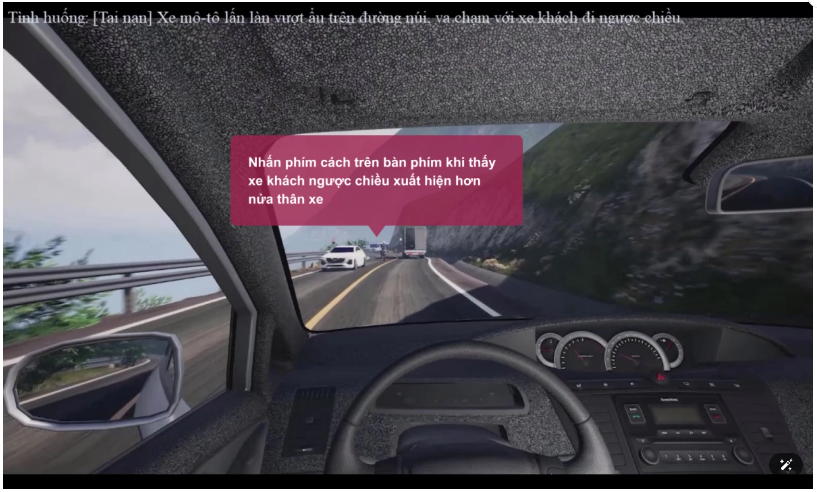 Tình huống: [Tai nạn] Xe mô-tô lấn làn vượt ẩu trên đường núi, va chạm với xe khách đi ngược chiều.
Nhấn phím cách trên bàn phím khi thấy
xe khách ngược chiều xuất hiện hơn
nửa thân xe